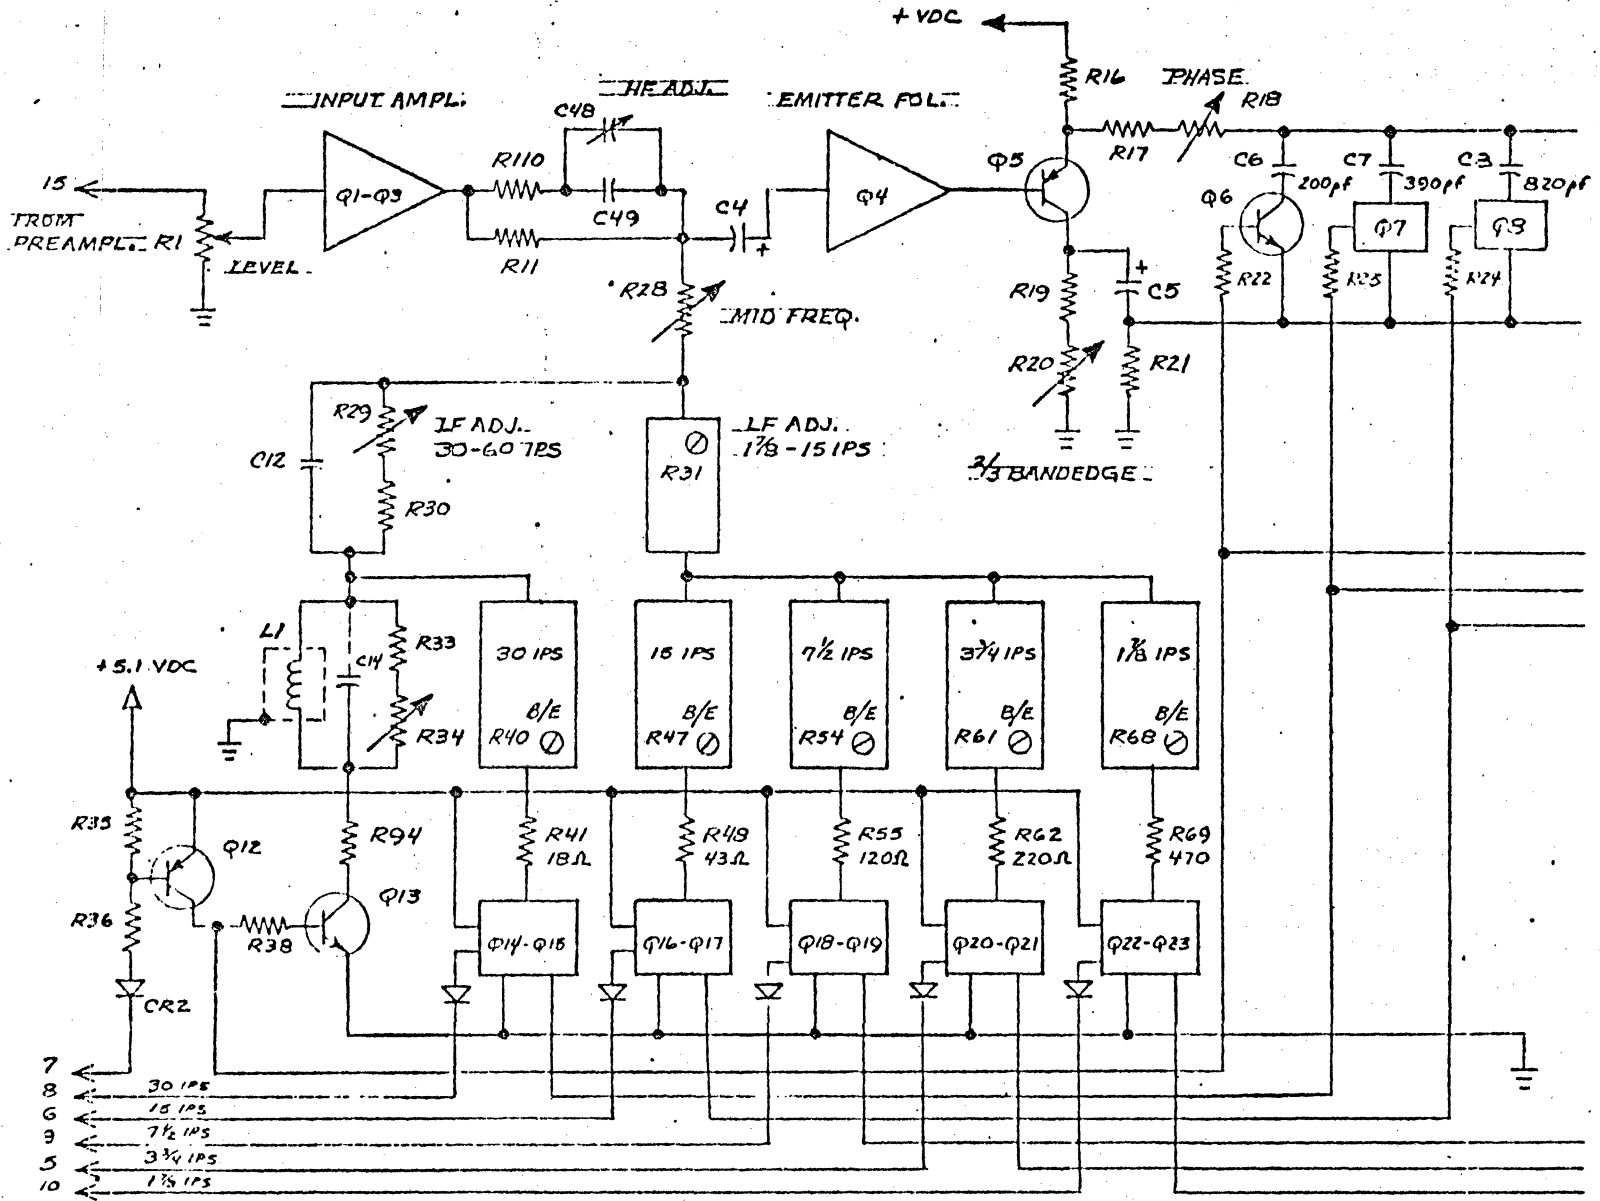 + VDC
R16
PHASE
R18
INPUT AMPL.
HF ADJ.
C48
EMITTER FOL.
R110
C49
R17
Q5
C6
200pf
C7
390pf
C3
820pf
15
FROM
PREAMPL.
R1
LEVEL
Q1-Q3
R11
C4
+
Q4
Q6
Q7
Q8
R28
MID FREQ.
R19
+
C5
R22
R23
R24
R20
R21
R29
LF ADJ.
30-60 IPS
C12
R30
R31
LF ADJ.
1 7/8-15 IPS
2/3 BANDEDGE
L1
C14
R33
R34
+5.1 VDC
30 IPS
B/E
R40
15 IPS
B/E
R47
7 1/2 IPS
B/E
R54
3 3/4 IPS
B/E
R61
1 7/8 IPS
B/E
R68
R35
Q12
R94
R41
18Ω
R48
43Ω
R55
120Ω
R62
220Ω
R69
470
R36
R38
Q13
CR2
Q14-Q15
Q16-Q17
Q18-Q19
Q20-Q21
Q22-Q23
7
8 30 IPS
6 15 IPS
9 7 1/2 IPS
5 3 3/4 IPS
10 1 7/8 IPS